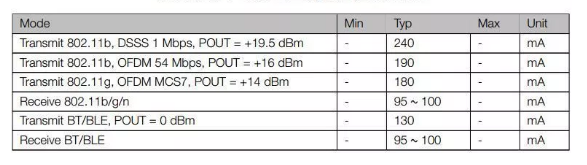 Mode Min Typ Max Unit
Transmit 802.11b, DSSS 1 Mbps, POUT = +19.5 dBm - 240 - mA
Transmit 802.11b, OFDM 54 Mbps, POUT = +16 dBm - 190 - mA
Transmit 802.11g, OFDM MCS7, POUT = +14 dBm - 180 - mA
Receive 802.11b/g/n - 95 ~ 100 - mA
Transmit BT/BLE, POUT = 0 dBm - 130 - mA
Receive BT/BLE - 95 ~ 100 - mA